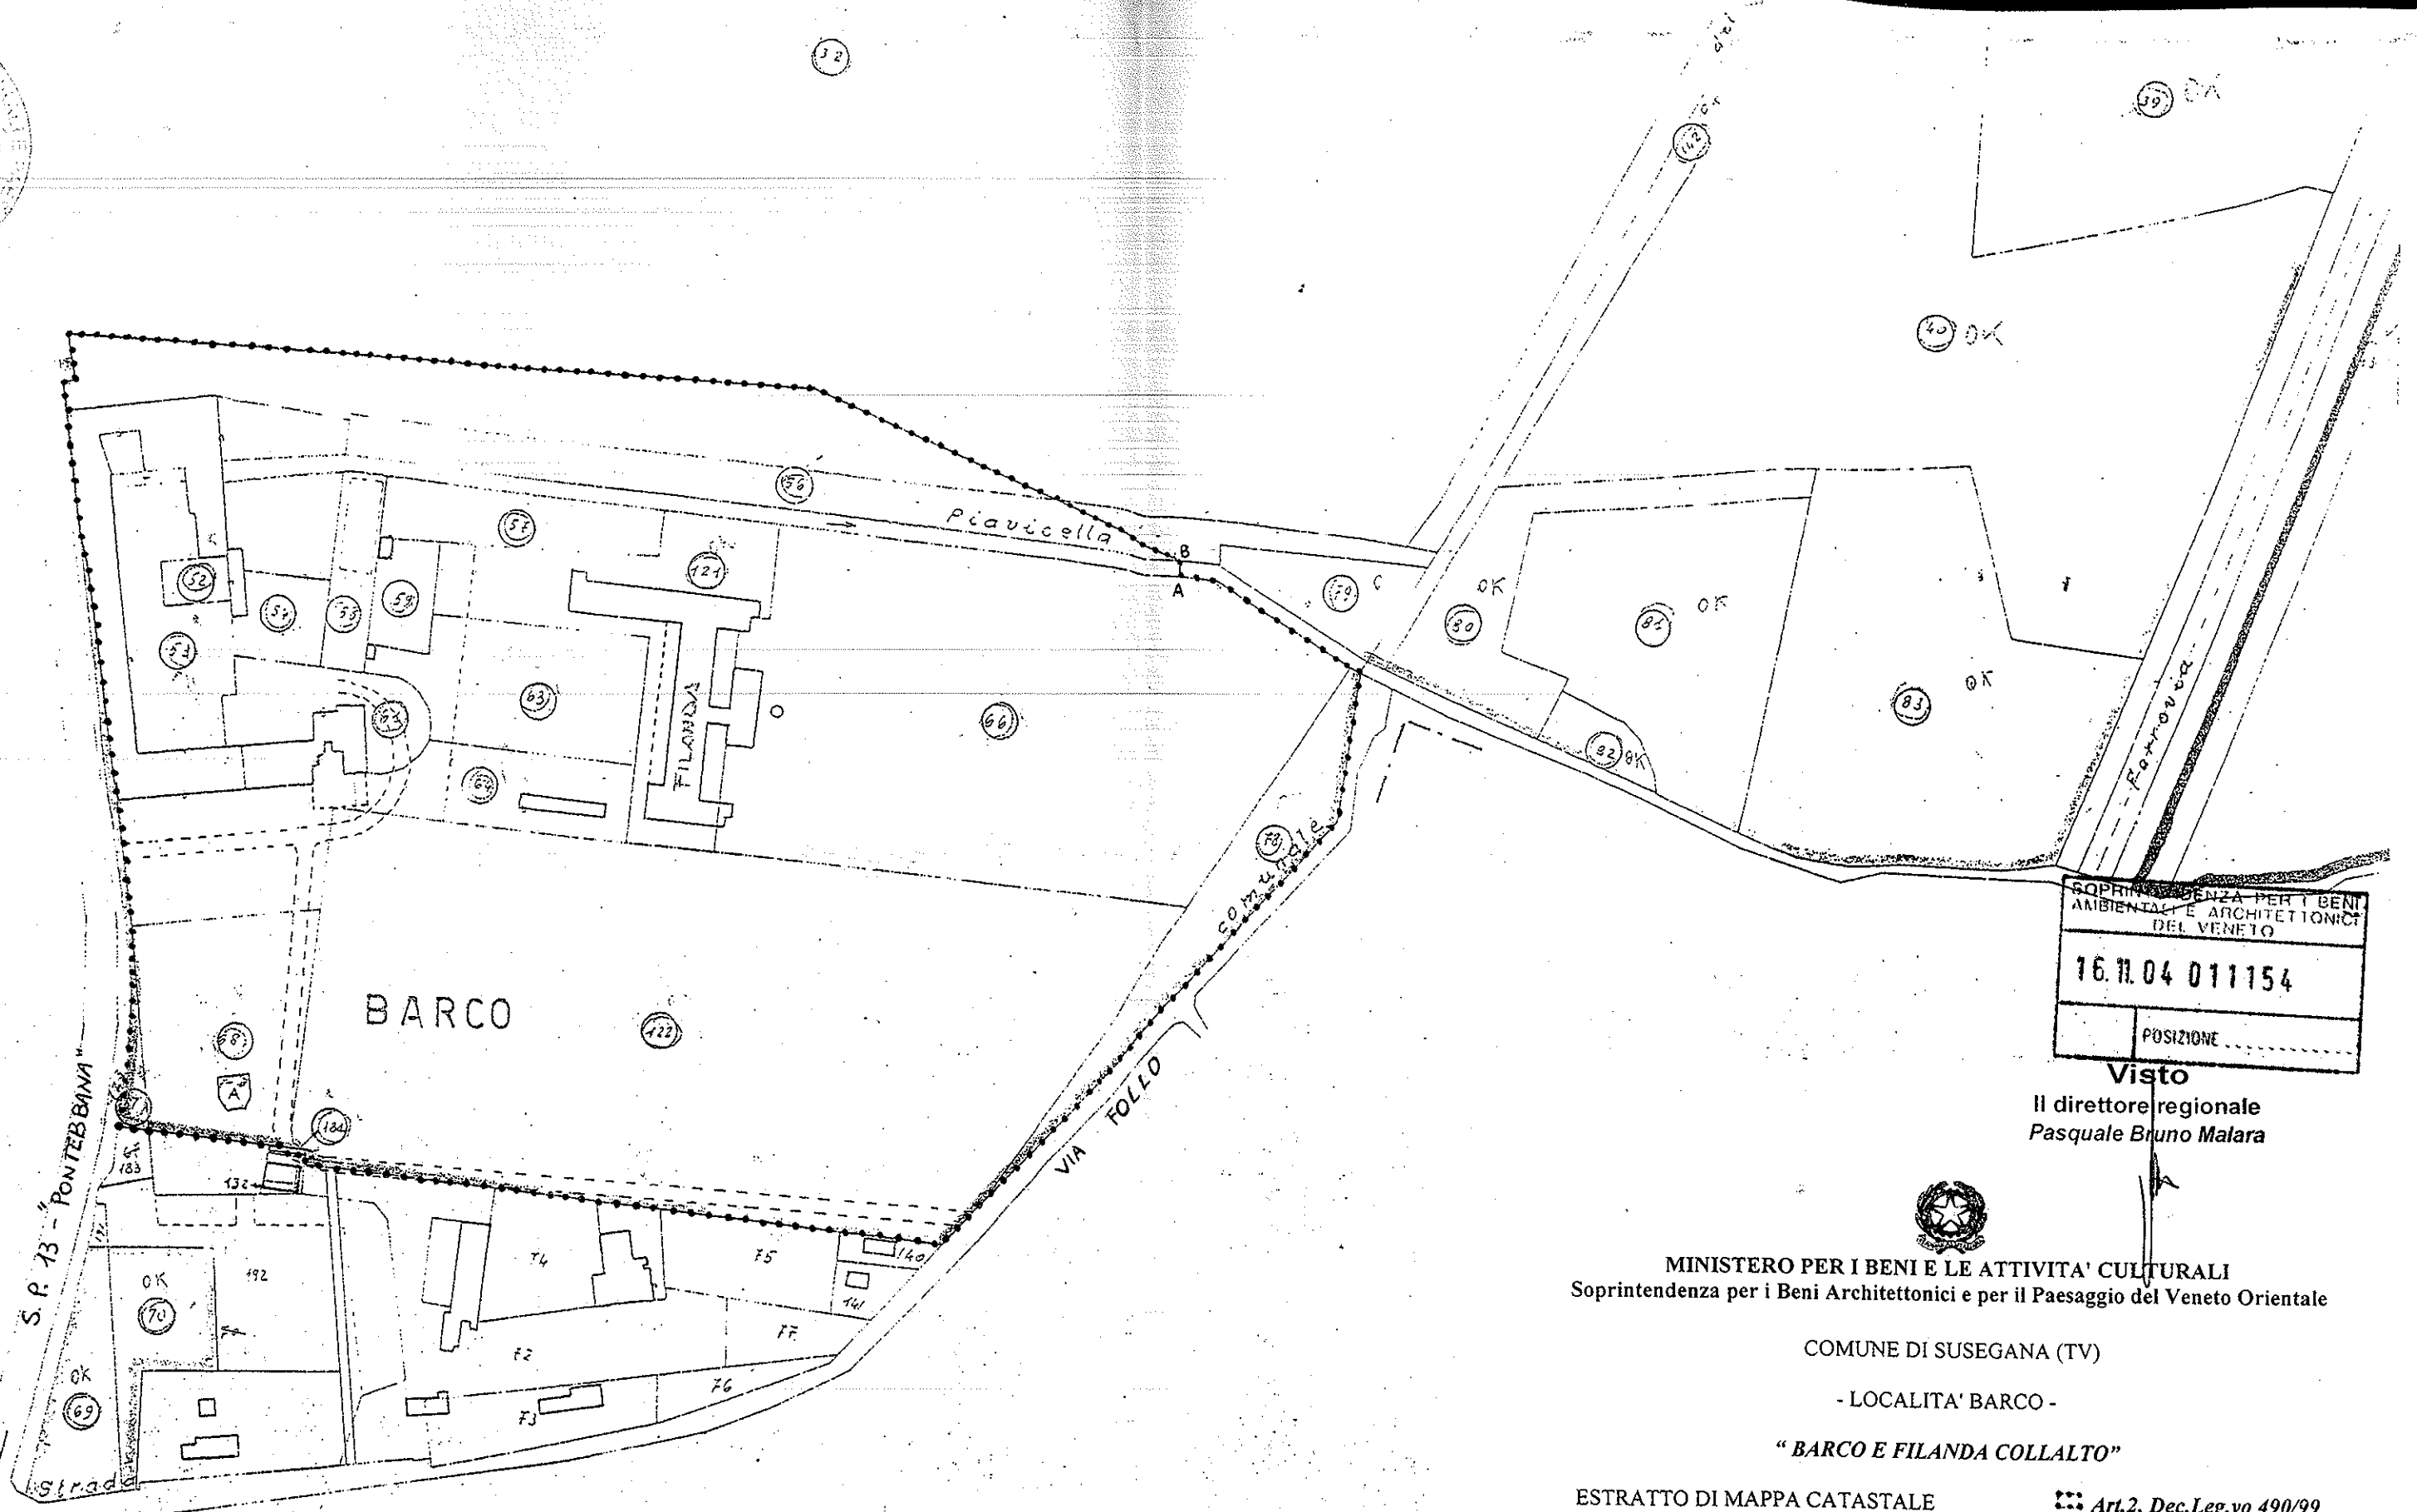 32
39
142
OK
40 OK
56
Piavicella
57
121
B
A
52
54
58
59
79
OK
80
81 OK
53
63
66
83 OK
FILANDA
64
82 OK
78
comunale
Ferrovia
SOPRINTENDENZA PER I BENI
AMBIENTALI E ARCHITETTONICI
DEL VENETO
16.11.04 011154
POSIZIONE
BARCO
122
A
184
183
132
VIA FOLLO
S.P. 13 - "PONTEBBANA"
Visto
Il direttore regionale
Pasquale Bruno Malara
OK
70
192
74
75
140
141
72
77
76
73
OK
69
Strada
MINISTERO PER I BENI E LE ATTIVITA' CULTURALI
Soprintendenza per i Beni Architettonici e per il Paesaggio del Veneto Orientale
COMUNE DI SUSEGANA (TV)
- LOCALITA' BARCO -
“ BARCO E FILANDA COLLALTO”
ESTRATTO DI MAPPA CATASTALE
Art.2, Dec.Leg.vo 490/99